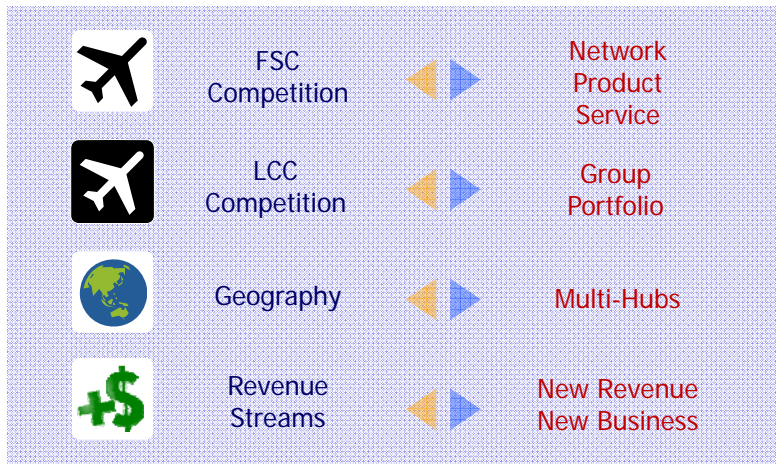 FSC
Competition
Network
Product
Service
LCC
Competition
Group
Portfolio
Geography
Multi-Hubs
Revenue
Streams
New Revenue
New Business